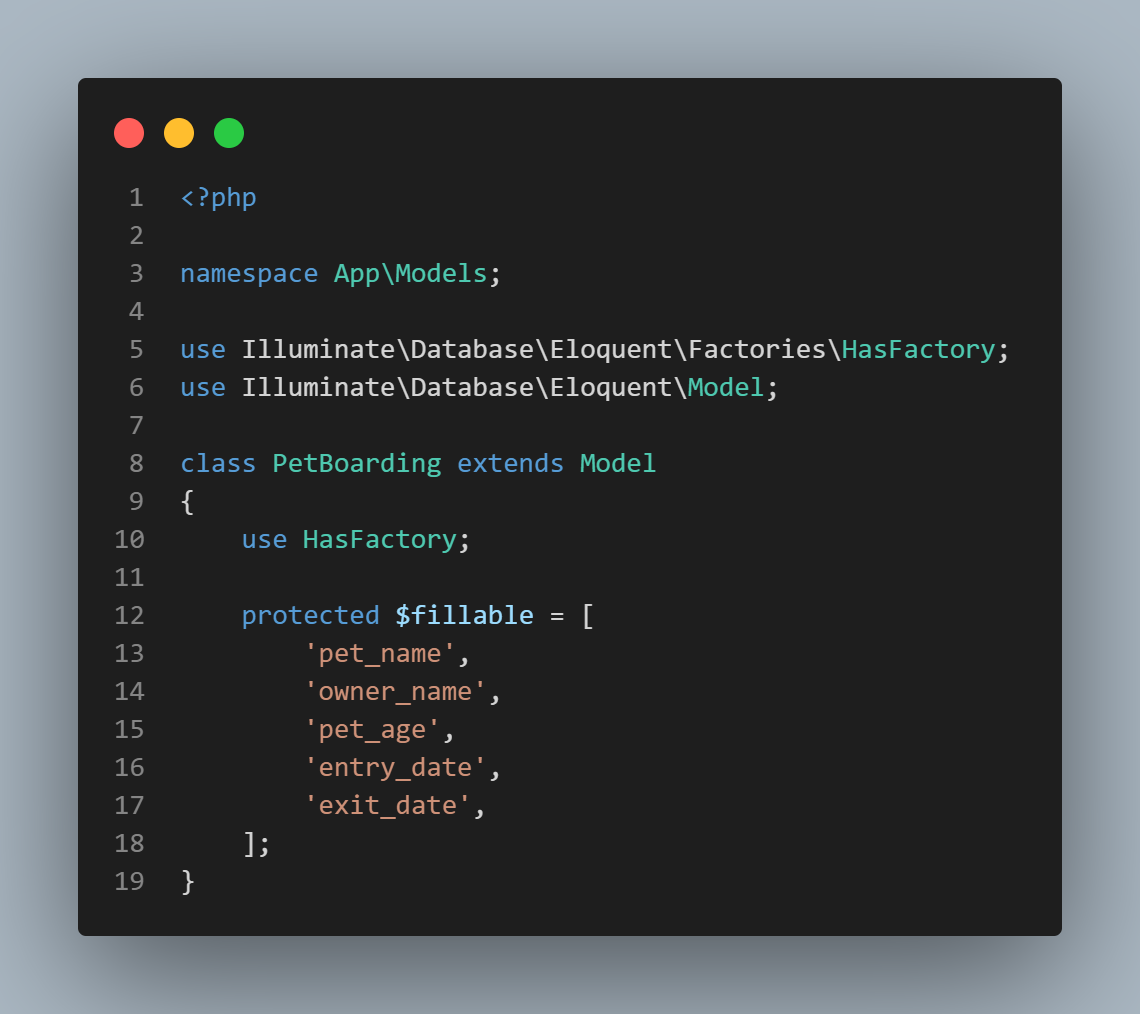 1 <?php
2
3 namespace App\Models;
4
5 use Illuminate\Database\Eloquent\Factories\HasFactory;
6 use Illuminate\Database\Eloquent\Model;
7
8 class PetBoarding extends Model
9 {
10     use HasFactory;
11
12     protected $fillable = [
13         'pet_name',
14         'owner_name',
15         'pet_age',
16         'entry_date',
17         'exit_date',
18     ];
19 }